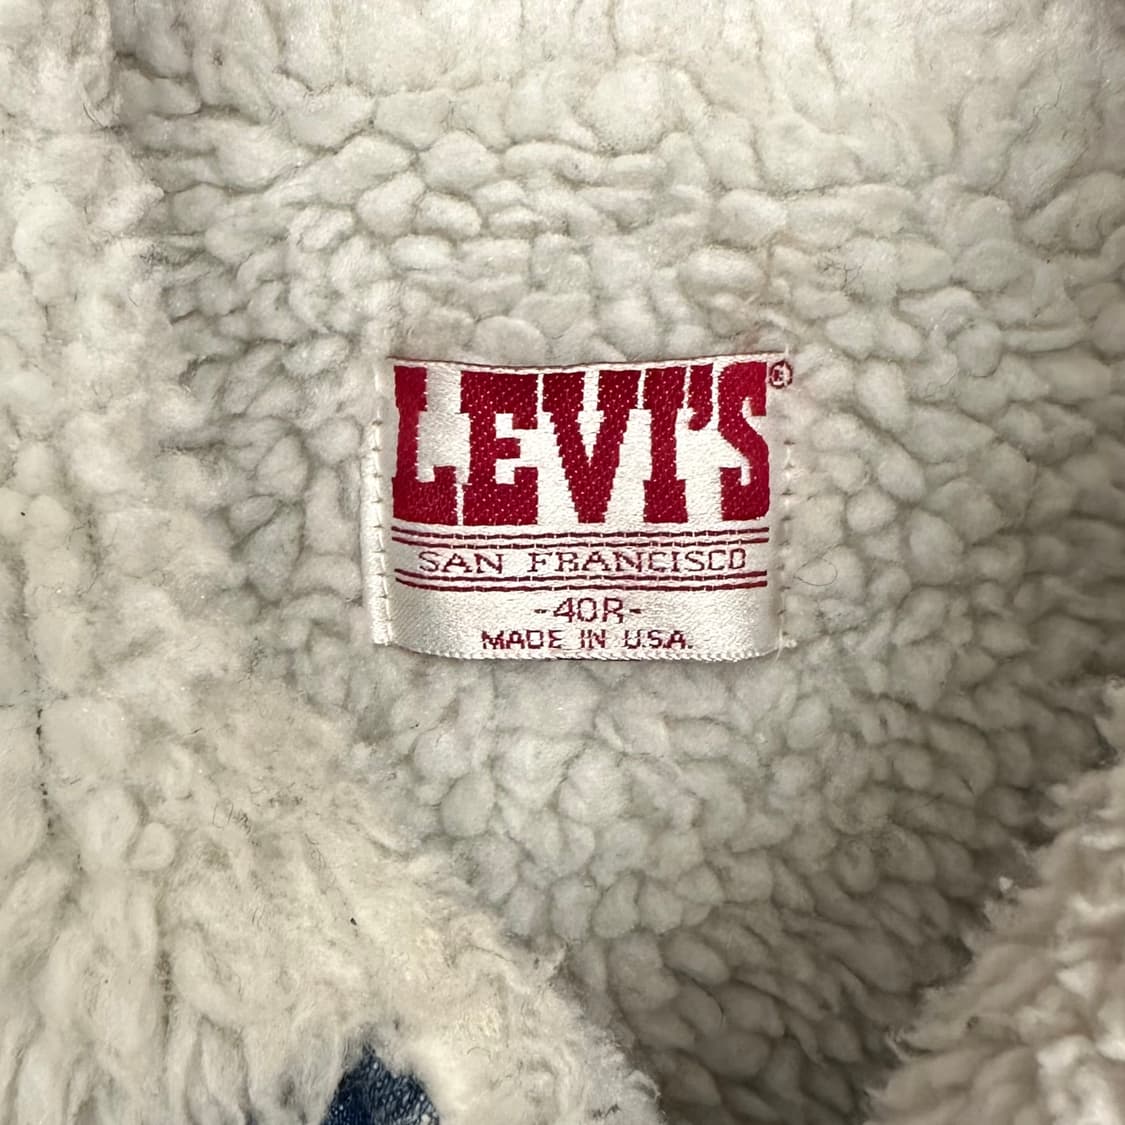 LEVI'S®
SAN FRANCISCO
-40R-
MADE IN U.S.A.